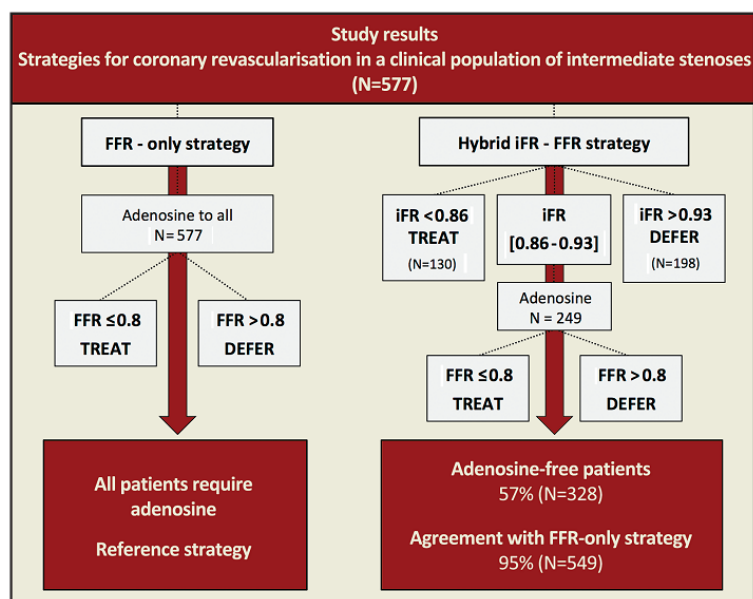 Study results
Strategies for coronary revascularisation in a clinical population of intermediate stenoses
(N=577)
FFR - only strategy
Adenosine to all
N= 577
FFR ≤0.8
TREAT
FFR >0.8
DEFER
All patients require
adenosine
Reference strategy
Hybrid iFR - FFR strategy
iFR <0.86
TREAT
(N=130)
iFR
[0.86 - 0.93]
iFR >0.93
DEFER
(N=198)
Adenosine
N = 249
FFR ≤0.8
TREAT
FFR > 0.8
DEFER
Adenosine-free patients
57% (N=328)
Agreement with FFR-only strategy
95% (N=549)